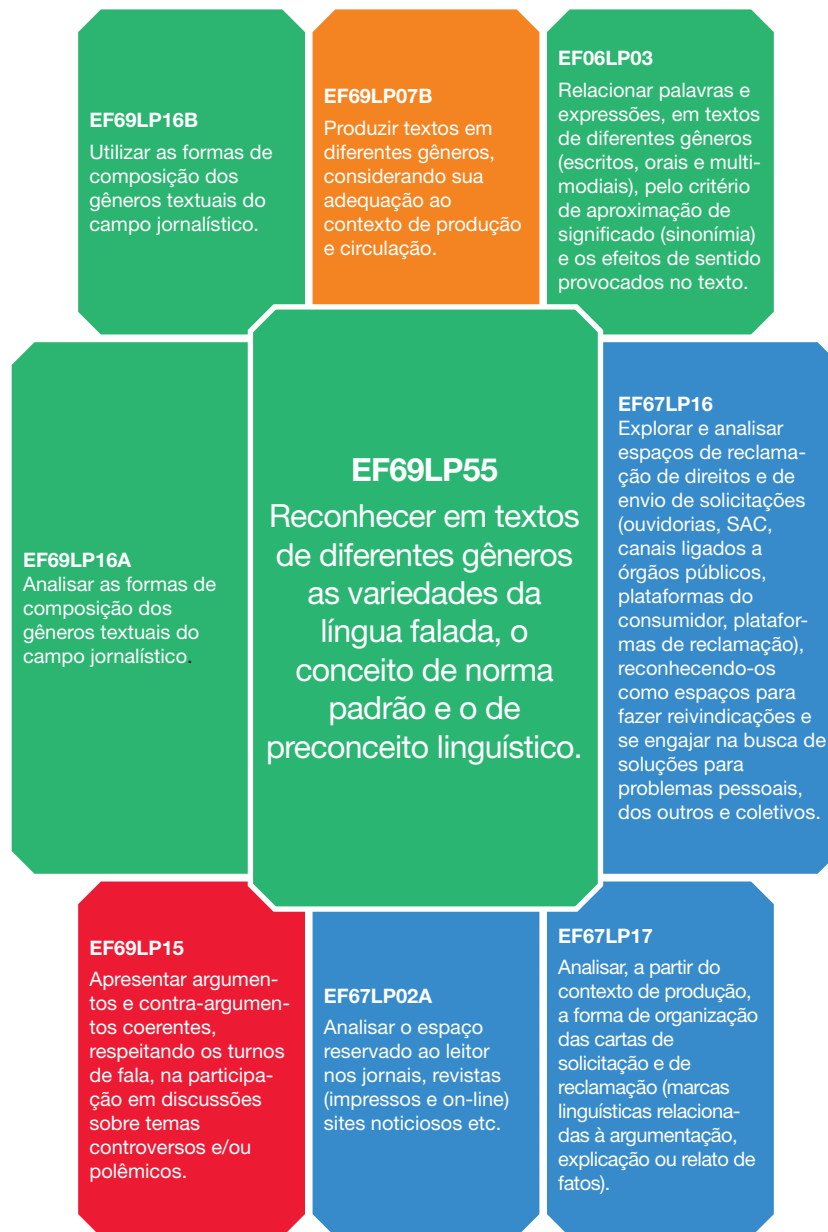 EF69LP16B
Utilizar as formas de
composição dos
gêneros textuais do
campo jornalístico.
EF69LP07B
Produzir textos em
diferentes gêneros,
considerando sua
adequação ao
contexto de produção
e circulação.
EF06LP03
Relacionar palavras e
expressões, em textos
de diferentes gêneros
(escritos, orais e multi-
modiais), pelo critério
de aproximação de
significado (sinonímia)
e os efeitos de sentido
provocados no texto.
EF69LP16A
Analisar as formas de
composição dos
gêneros textuais do
campo jornalístico.
EF69LP55
Reconhecer em textos
de diferentes gêneros
as variedades da
língua falada, o
conceito de norma
padrão e o de
preconceito linguístico.
EF67LP16
Explorar e analisar
espaços de reclama-
ção de direitos e de
envio de solicitações
(ouvidorias, SAC,
canais ligados a
órgãos públicos,
plataformas do
consumidor, platafor-
mas de reclamação),
reconhecendo-os
como espaços para
fazer reivindicações e
se engajar na busca de
soluções para
problemas pessoais,
dos outros e coletivos.
EF69LP15
Apresentar argumen-
tos e contra-argumen-
tos coerentes,
respeitando os turnos
de fala, na participa-
ção em discussões
sobre temas
controversos e/ou
polêmicos.
EF67LP02A
Analisar o espaço
reservado ao leitor
nos jornais, revistas
(impressos e on-line)
sites noticiosos etc.
EF67LP17
Analisar, a partir do
contexto de produção,
a forma de organização
das cartas de
solicitação e de
reclamação (marcas
linguísticas relaciona-
das à argumentação,
explicação ou relato de
fatos).